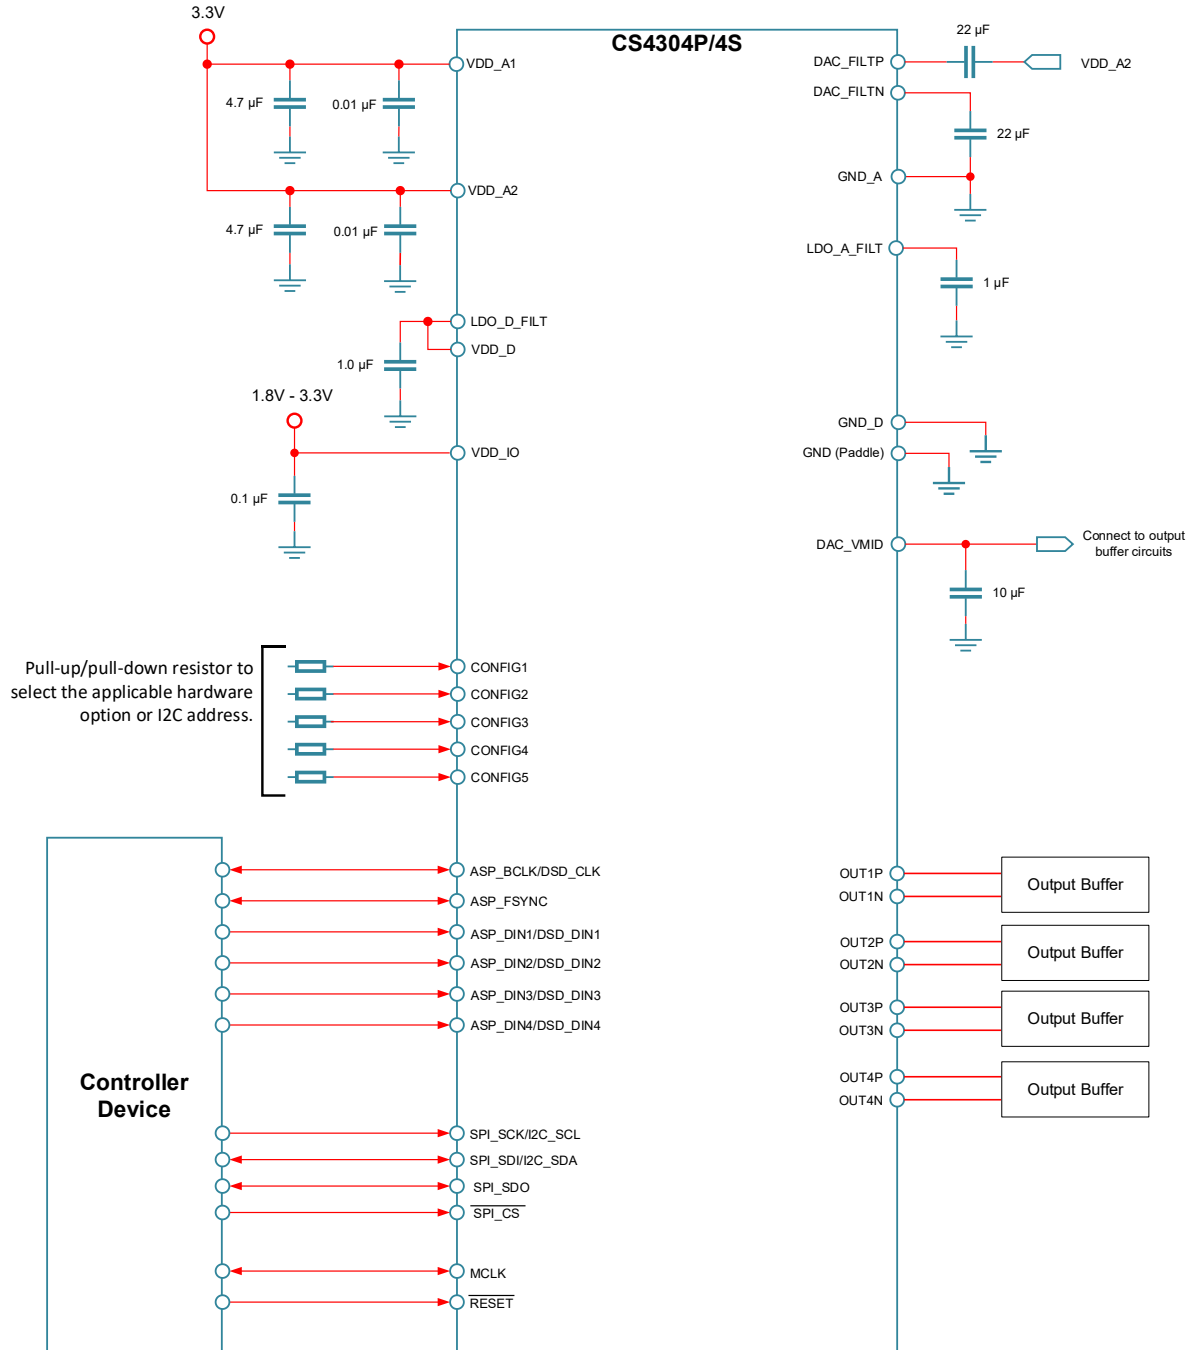 3.3V
CS4304P/4S
VDD_A1
4.7 µF
0.01 µF
VDD_A2
4.7 µF
0.01 µF
LDO_D_FILT
VDD_D
1.0 µF
1.8V - 3.3V
VDD_IO
0.1 µF
Pull-up/pull-down resistor to
select the applicable hardware
option or I2C address.
CONFIG1
CONFIG2
CONFIG3
CONFIG4
CONFIG5
Controller
Device
ASP_BCLK/DSD_CLK
ASP_FSYNC
ASP_DIN1/DSD_DIN1
ASP_DIN2/DSD_DIN2
ASP_DIN3/DSD_DIN3
ASP_DIN4/DSD_DIN4
SPI_SCK/I2C_SCL
SPI_SDI/I2C_SDA
SPI_SDO
SPI_CS
MCLK
RESET
22 µF
DAC_FILTP
VDD_A2
DAC_FILTN
22 µF
GND_A
LDO_A_FILT
1 µF
GND_D
GND (Paddle)
DAC_VMID
Connect to output
buffer circuits
10 µF
OUT1P
OUT1N
Output Buffer
OUT2P
OUT2N
Output Buffer
OUT3P
OUT3N
Output Buffer
OUT4P
OUT4N
Output Buffer